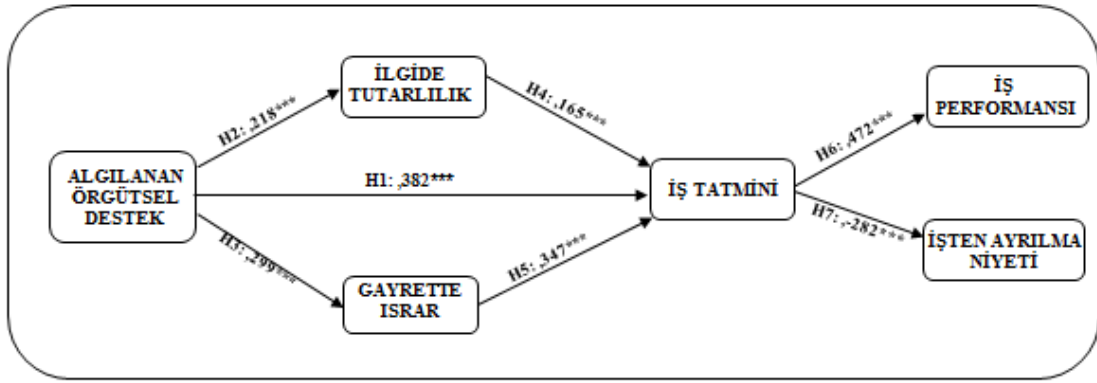 İLGİDE
TUTARLILIK
İŞ
PERFORMANSI
H2: ,218***
H4: ,165***
H6: ,472***
ALGILANAN
ÖRGÜTSEL
DESTEK
H1: ,382***
İŞ TATMİNİ
H7: ,-282***
H3: ,299***
H5: ,347***
İŞTEN AYRILMA
NİYETİ
GAYRETTE
ISRAR